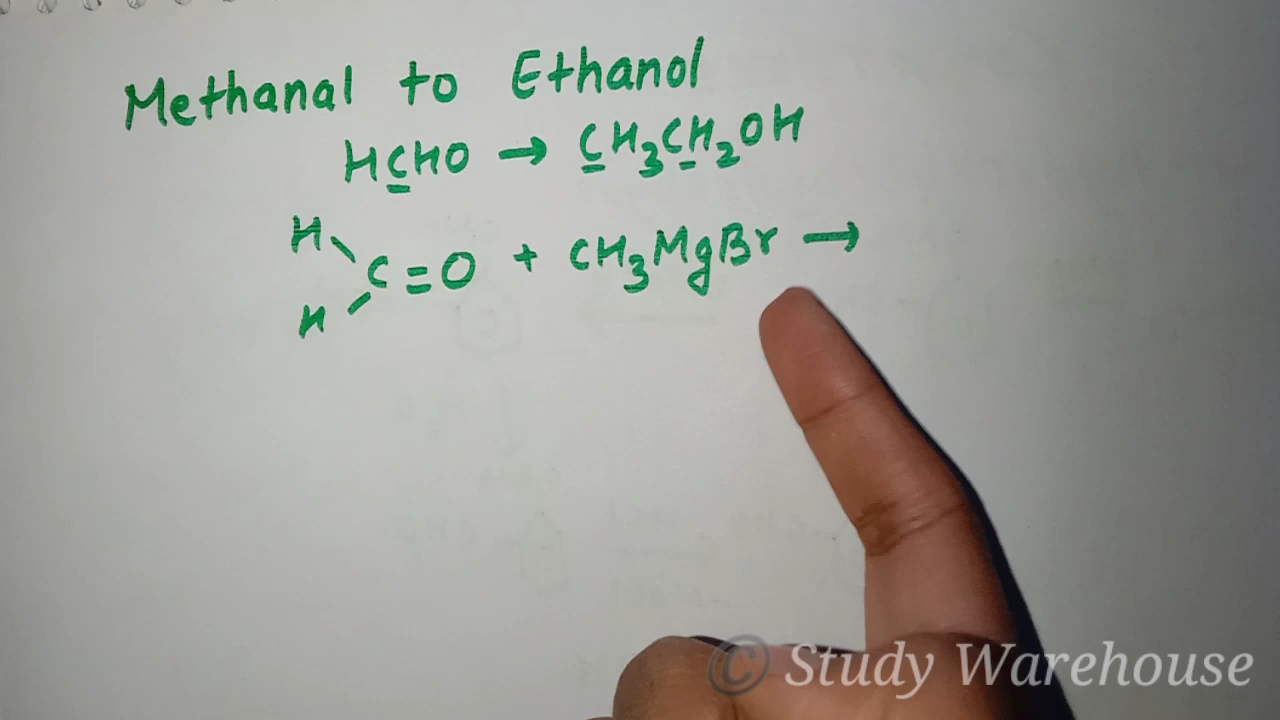 Methanal to Ethanol
HCHO → CH₃CH₂OH
H
C=O + CH₃MgBr →
H
© Study Warehouse